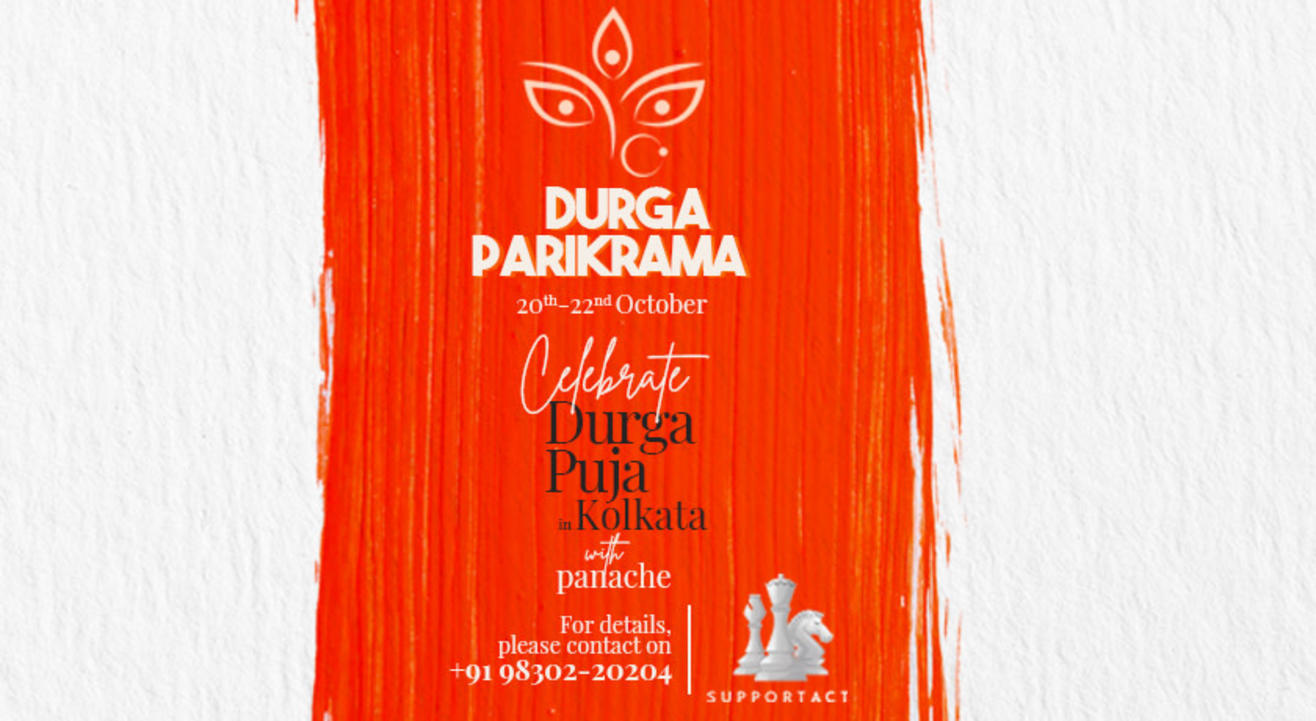 DURGA
PARIKRAMA
20th-22nd October
Celebrate
Durga
Puja
in Kolkata
with
panache
For details,
please contact on
+91 98302-20204
SUPPORTACT